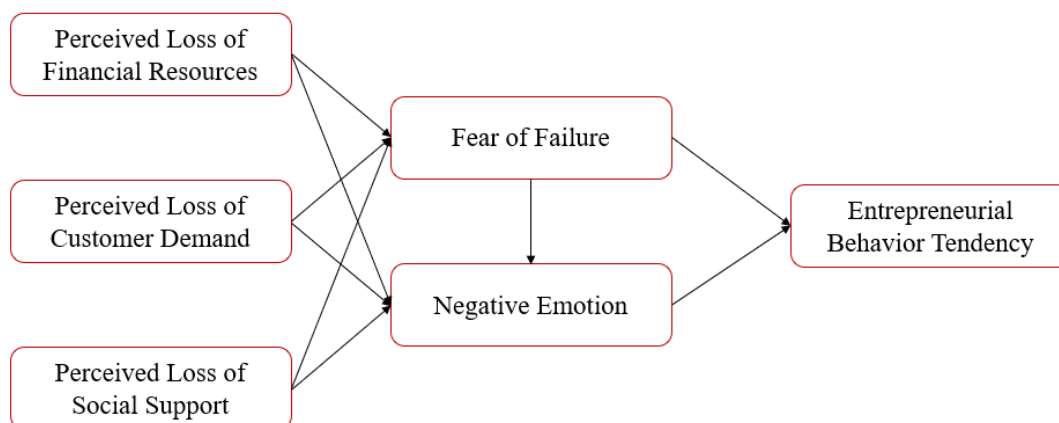 Perceived Loss of
Financial Resources
Fear of Failure
Perceived Loss of
Customer Demand
Entrepreneurial
Behavior Tendency
Negative Emotion
Perceived Loss of
Social Support